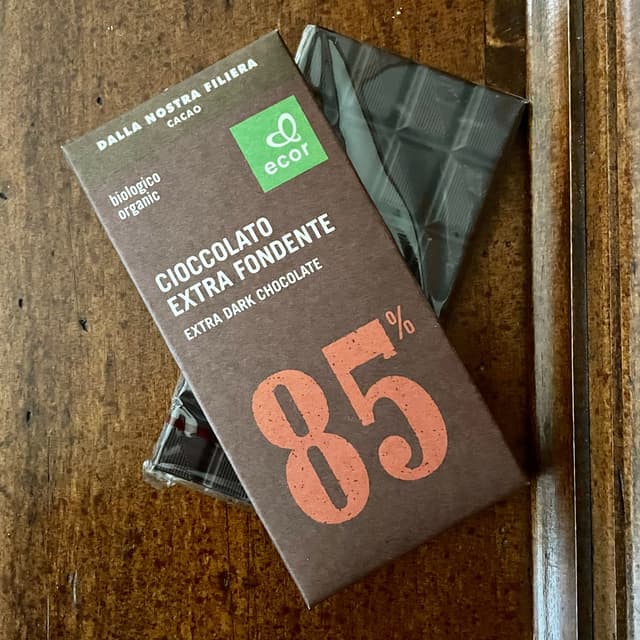 DALLA NOSTRA FILIERA
CACAO
biologico
organic
ecor
CIOCCOLATO
EXTRA FONDENTE
EXTRA DARK CHOCOLATE
85%